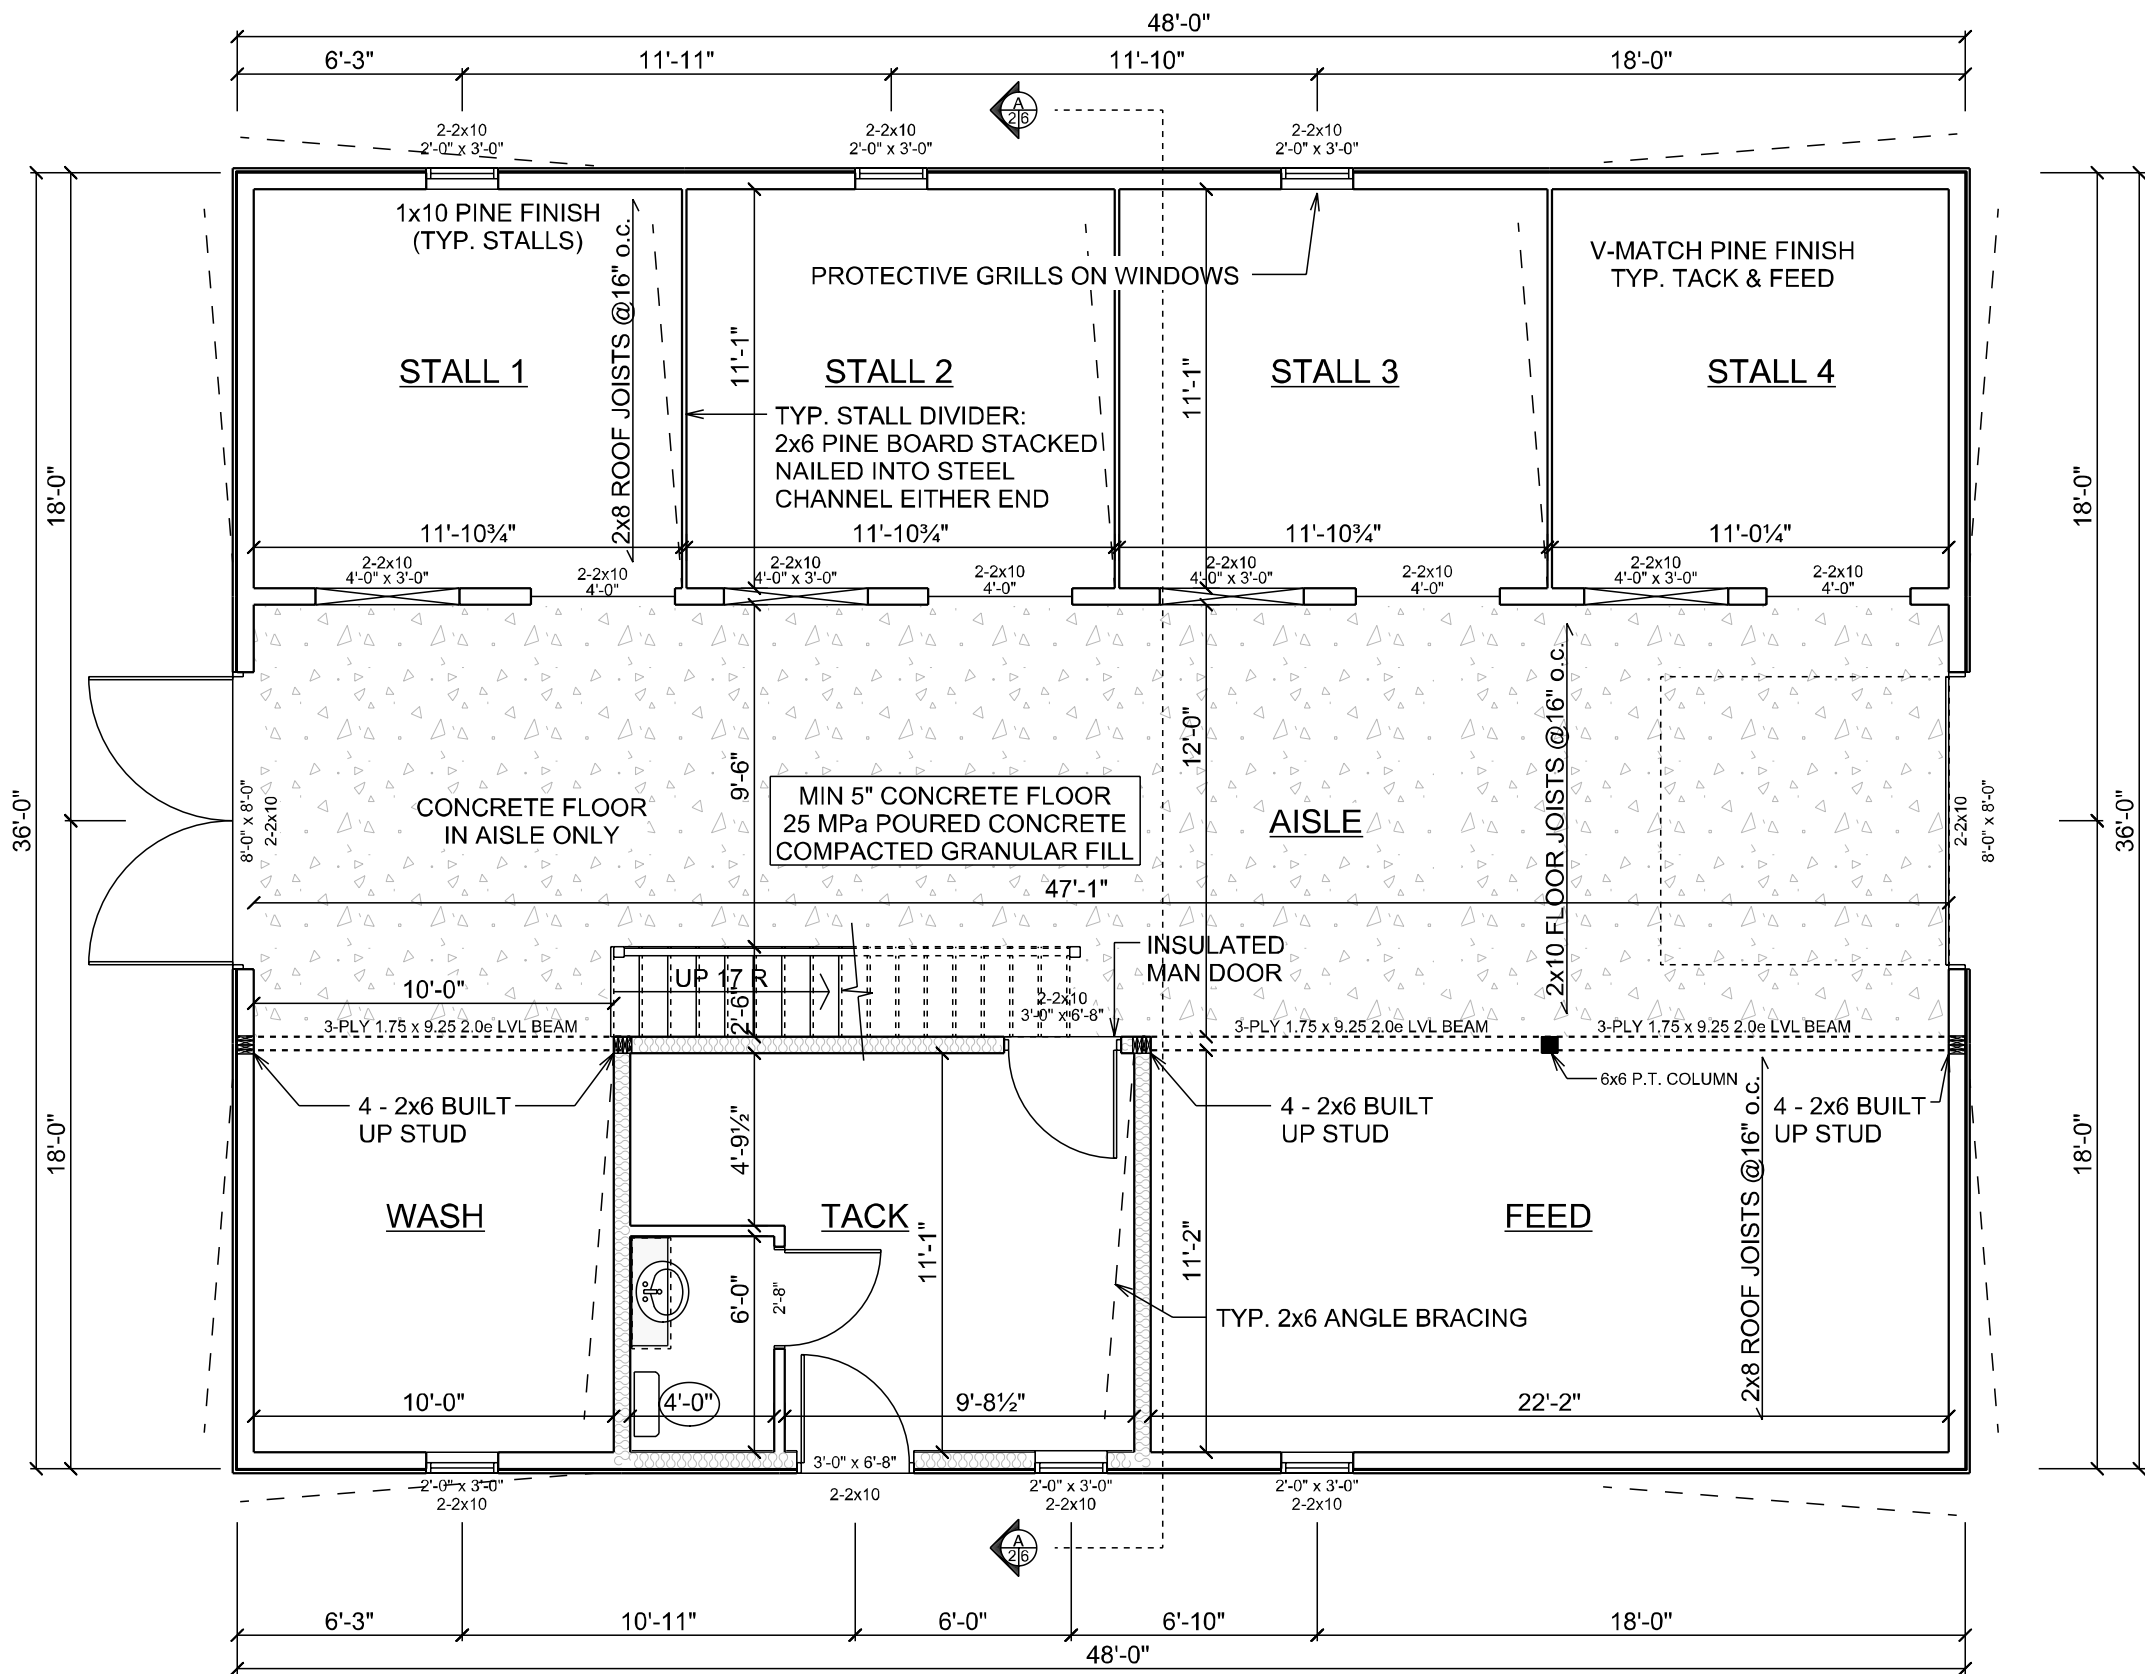 48'-0"
6'-3"
11'-11"
11'-10"
18'-0"
A
2 6
2-2x10
2'-0" x 3'-0"
2-2x10
2'-0" x 3'-0"
2-2x10
2'-0" x 3'-0"
1x10 PINE FINISH
(TYP. STALLS)
2x8 ROOF JOISTS @16" o.c.
PROTECTIVE GRILLS ON WINDOWS
V-MATCH PINE FINISH
TYP. TACK & FEED
11'-1"
11'-1"
STALL 1
STALL 2
STALL 3
STALL 4
TYP. STALL DIVIDER:
2x6 PINE BOARD STACKED
NAILED INTO STEEL
CHANNEL EITHER END
18'-0"
18'-0"
11'-10¾"
11'-10¾"
11'-10¾"
11'-0¼"
2-2x10
4'-0" x 3'-0"
2-2x10
4'-0"
2-2x10
4'-0" x 3'-0"
2-2x10
4'-0"
2-2x10
4'-0" x 3'-0"
2-2x10
4'-0"
2-2x10
4'-0" x 3'-0"
2-2x10
4'-0"
36'-0"
8'-0" x 8'-0"
2-2x10
CONCRETE FLOOR
IN AISLE ONLY
9'-6"
MIN 5" CONCRETE FLOOR
25 MPa POURED CONCRETE
COMPACTED GRANULAR FILL
12'-0"
AISLE
2x10 FLOOR JOISTS @16" o.c.
2-2x10
8'-0" x 8'-0"
36'-0"
47'-1"
INSULATED
MAN DOOR
UP 17 R
2'-6"
10'-0"
2-2x10
3'-0" x 6'-8"
3-PLY 1.75 x 9.25 2.0e LVL BEAM
3-PLY 1.75 x 9.25 2.0e LVL BEAM
3-PLY 1.75 x 9.25 2.0e LVL BEAM
6x6 P.T. COLUMN
4 - 2x6 BUILT
UP STUD
4 - 2x6 BUILT
UP STUD
4 - 2x6 BUILT
UP STUD
18'-0"
4'-9½"
18'-0"
WASH
TACK
FEED
11'-1"
11'-2"
2x8 ROOF JOISTS @16" o.c.
6'-0"
2'-8"
TYP. 2x6 ANGLE BRACING
10'-0"
4'-0"
9'-8½"
22'-2"
3'-0" x 6'-8"
2'-0" x 3'-0"
2-2x10
2-2x10
2'-0" x 3'-0"
2-2x10
2'-0" x 3'-0"
2-2x10
A
2 6
6'-3"
10'-11"
6'-0"
6'-10"
18'-0"
48'-0"